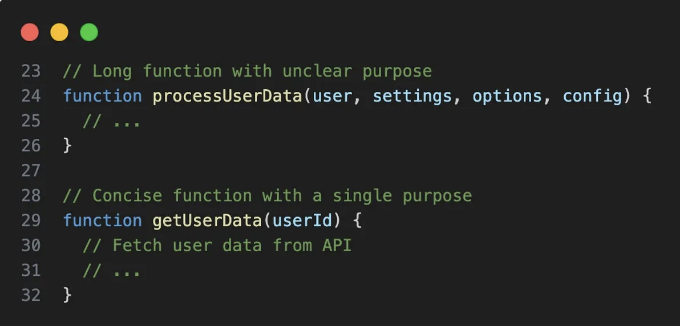 23 // Long function with unclear purpose
24 function processUserData(user, settings, options, config) {
25   // ...
26 }
27
28 // Concise function with a single purpose
29 function getUserData(userId) {
30   // Fetch user data from API
31   // ...
32 }